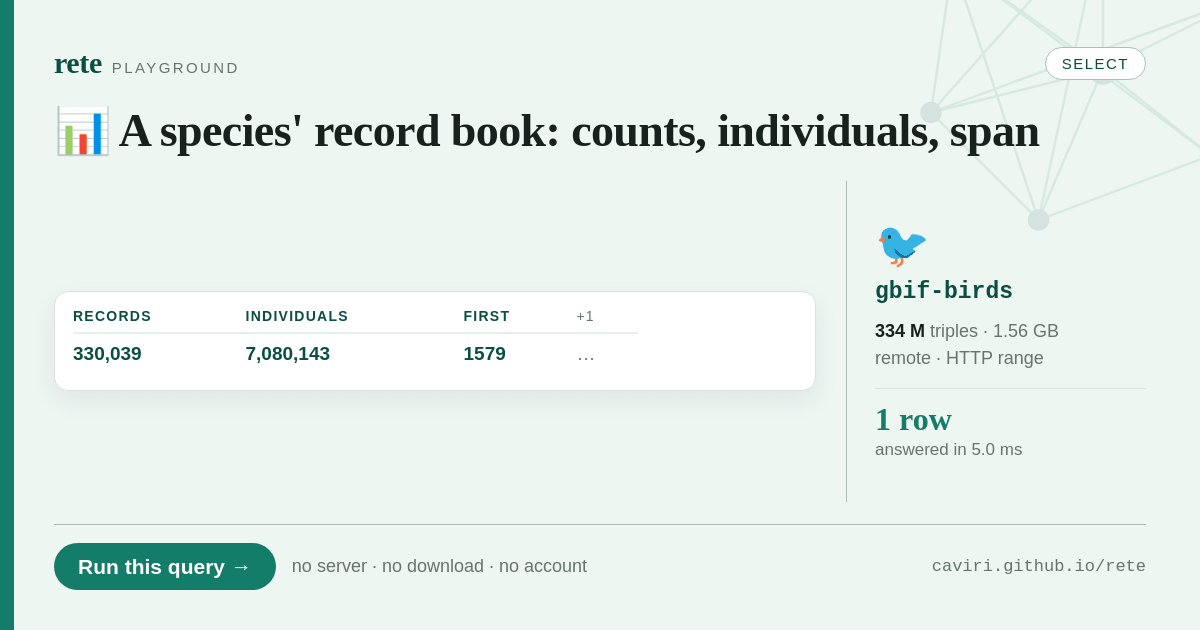 rete PLAYGROUND
SELECT
A species' record book: counts, individuals, span
RECORDS INDIVIDUALS FIRST +1
330,039 7,080,143 1579 …
gbif-birds
334 M triples · 1.56 GB
remote · HTTP range
1 row
answered in 5.0 ms
Run this query →
no server · no download · no account
caviri.github.io/rete